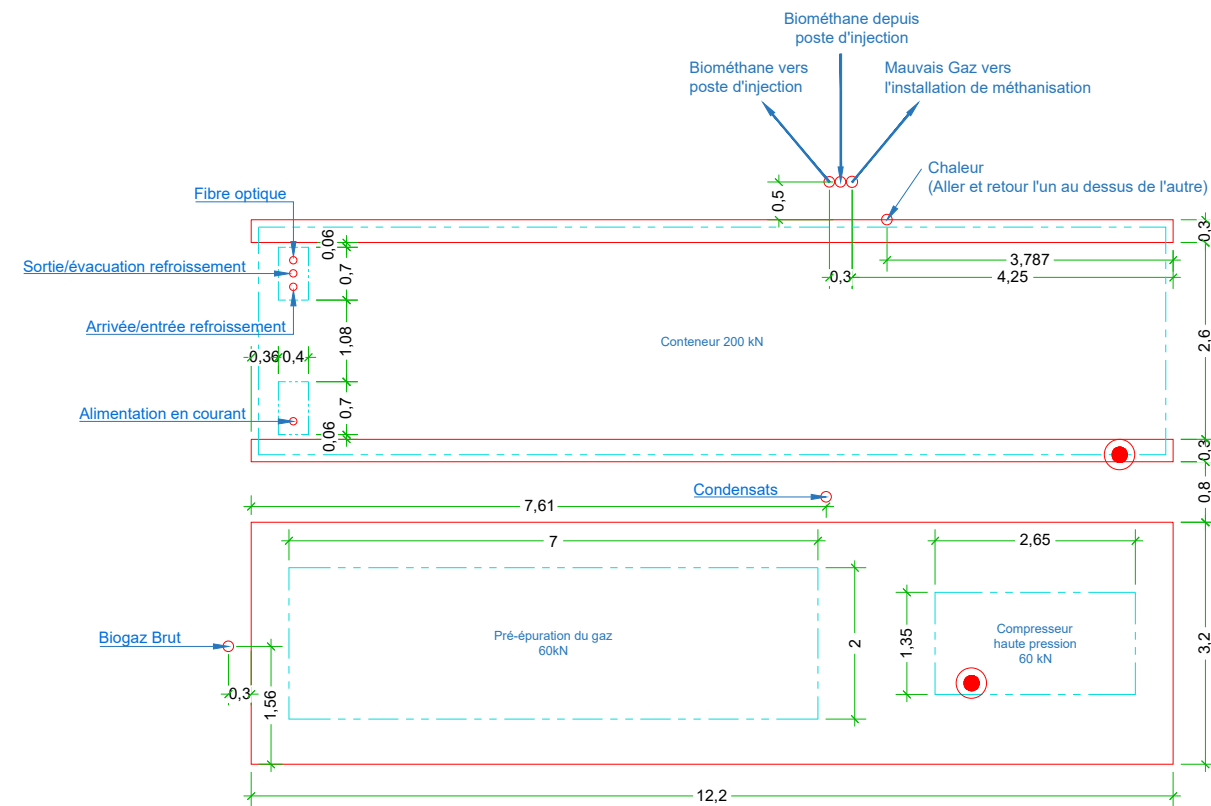 Biométhane depuis
poste d'injection
Biométhane vers
poste d'injection
Mauvais Gaz vers
l'installation de méthanisation
Chaleur
(Aller et retour l'un au dessus de l'autre)
Fibre optique
0,5
0,3
0,06
Sortie/évacuation refroissement
0,7
3,787
0,3
4,25
Arrivée/entrée refroissement
1,08
Conteneur 200 kN
2,6
0,36
0,4
Alimentation en courant
0,7
0,06
0,3
Condensats
0,8
7,61
7
2,65
Biogaz Brut
Pré-épuration du gaz
60kN
2
1,35
Compresseur
haute pression
60 kN
3,2
0,3
1,56
12,2